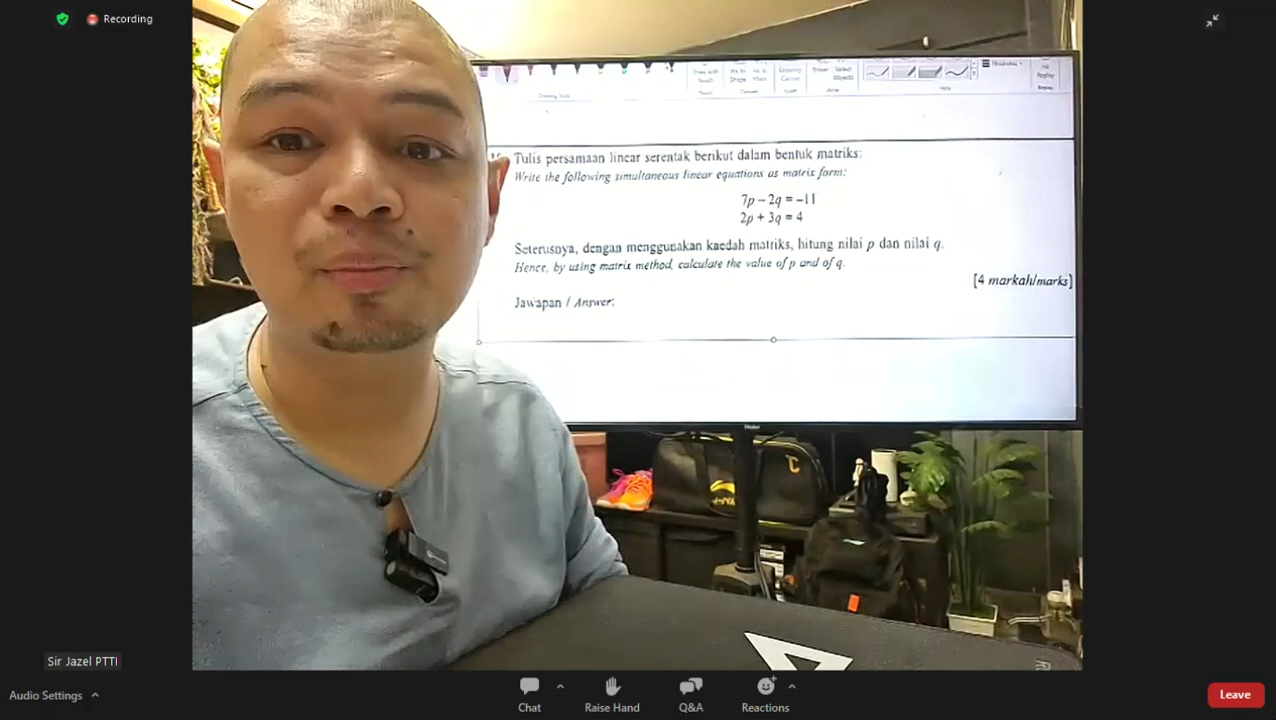 Recording
Tulis persamaan linear serentak berikut dalam bentuk matriks:
Write the following simultaneous linear equations as matrix form:
7p – 2q = –11
2p + 3q = 4
Seterusnya, dengan menggunakan kaedah matriks, hitung nilai p dan nilai q.
Hence, by using matrix method, calculate the value of p and of q.
[4 markah/marks]
Jawapan / Answer:
Haier
Sir Jazel PTTI
Audio Settings
Chat
Raise Hand
Q&A
Reactions
Leave